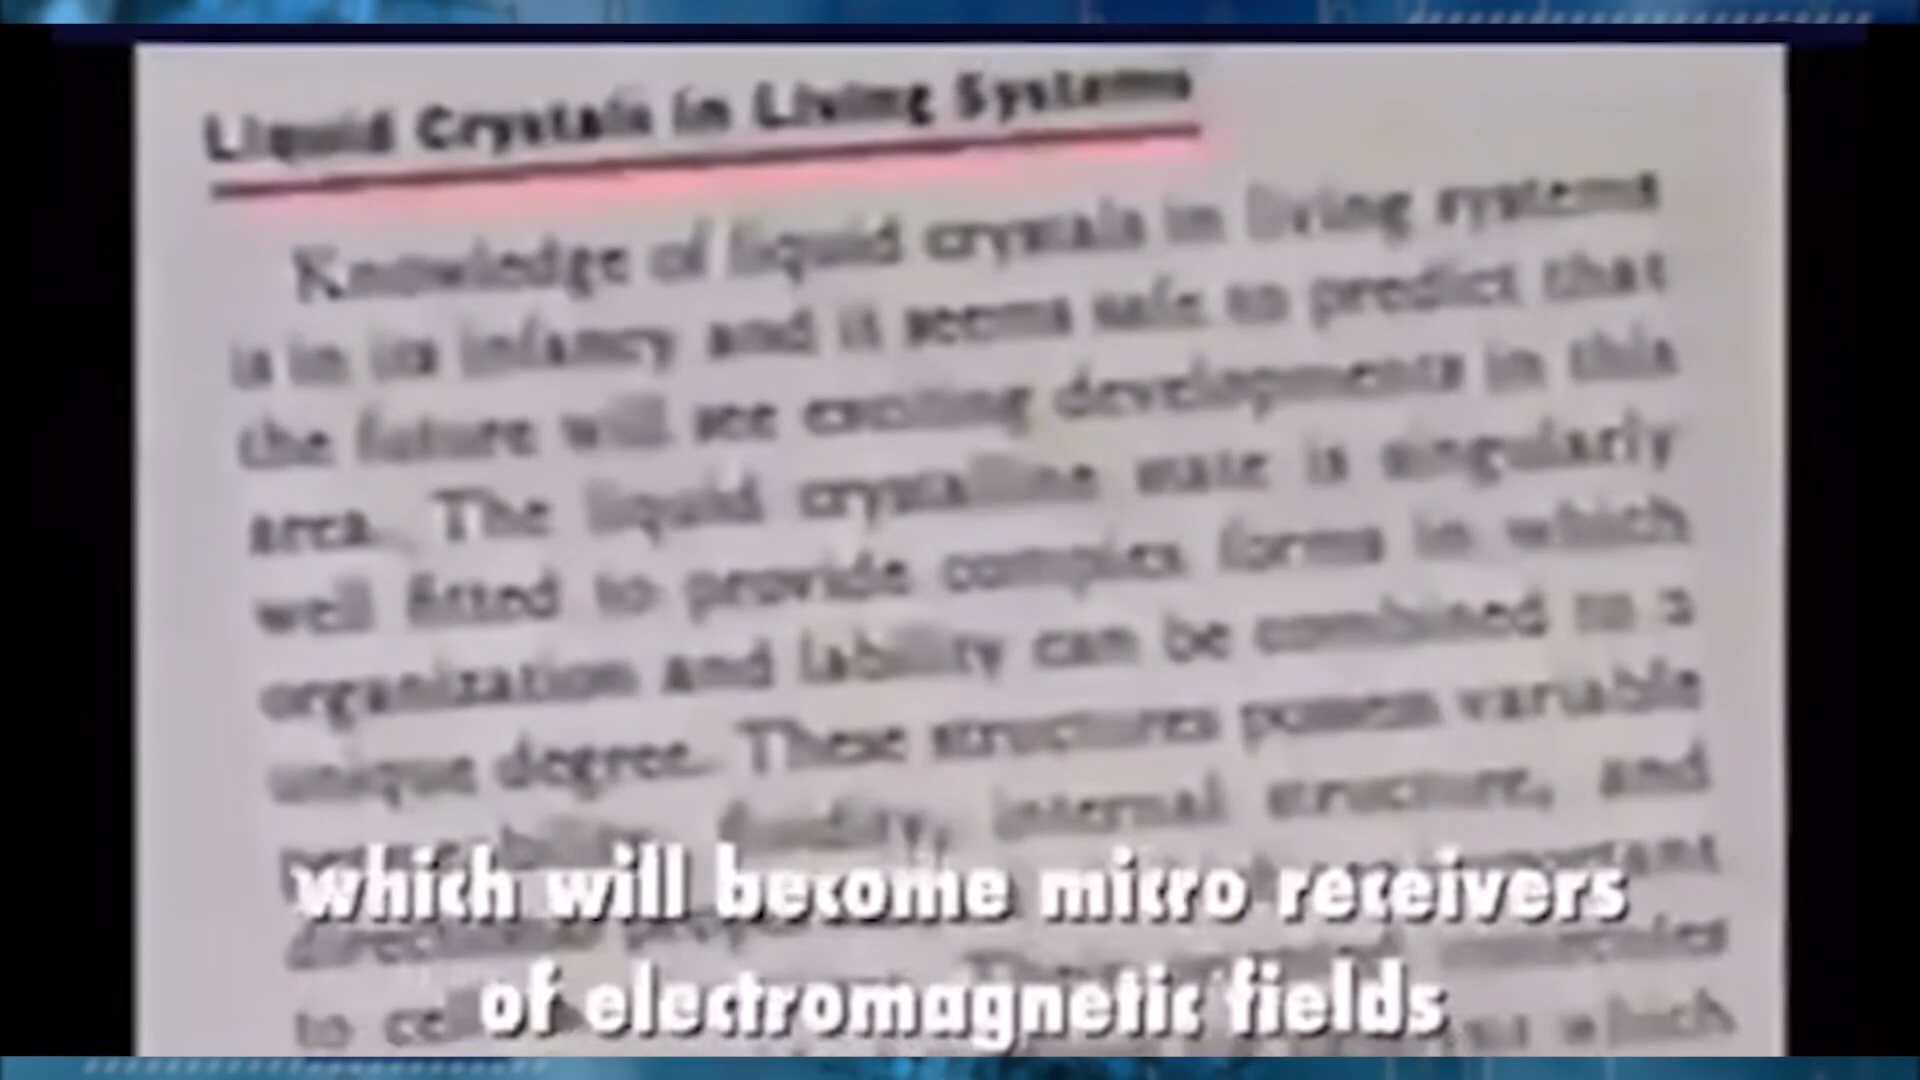 Liquid Crystals in Living Systems
Knowledge of liquid crystals in living systems
is in its infancy and it seems safe to predict that
the future will see exciting developments in this
area. The liquid crystalline state is singularly
well fitted to provide complex forms in which
organization and lability can be combined to a
unique degree. These structures possess variable
fluidity, internal structure, and
important
which will become micro receivers
to
of electromagnetic fields
which